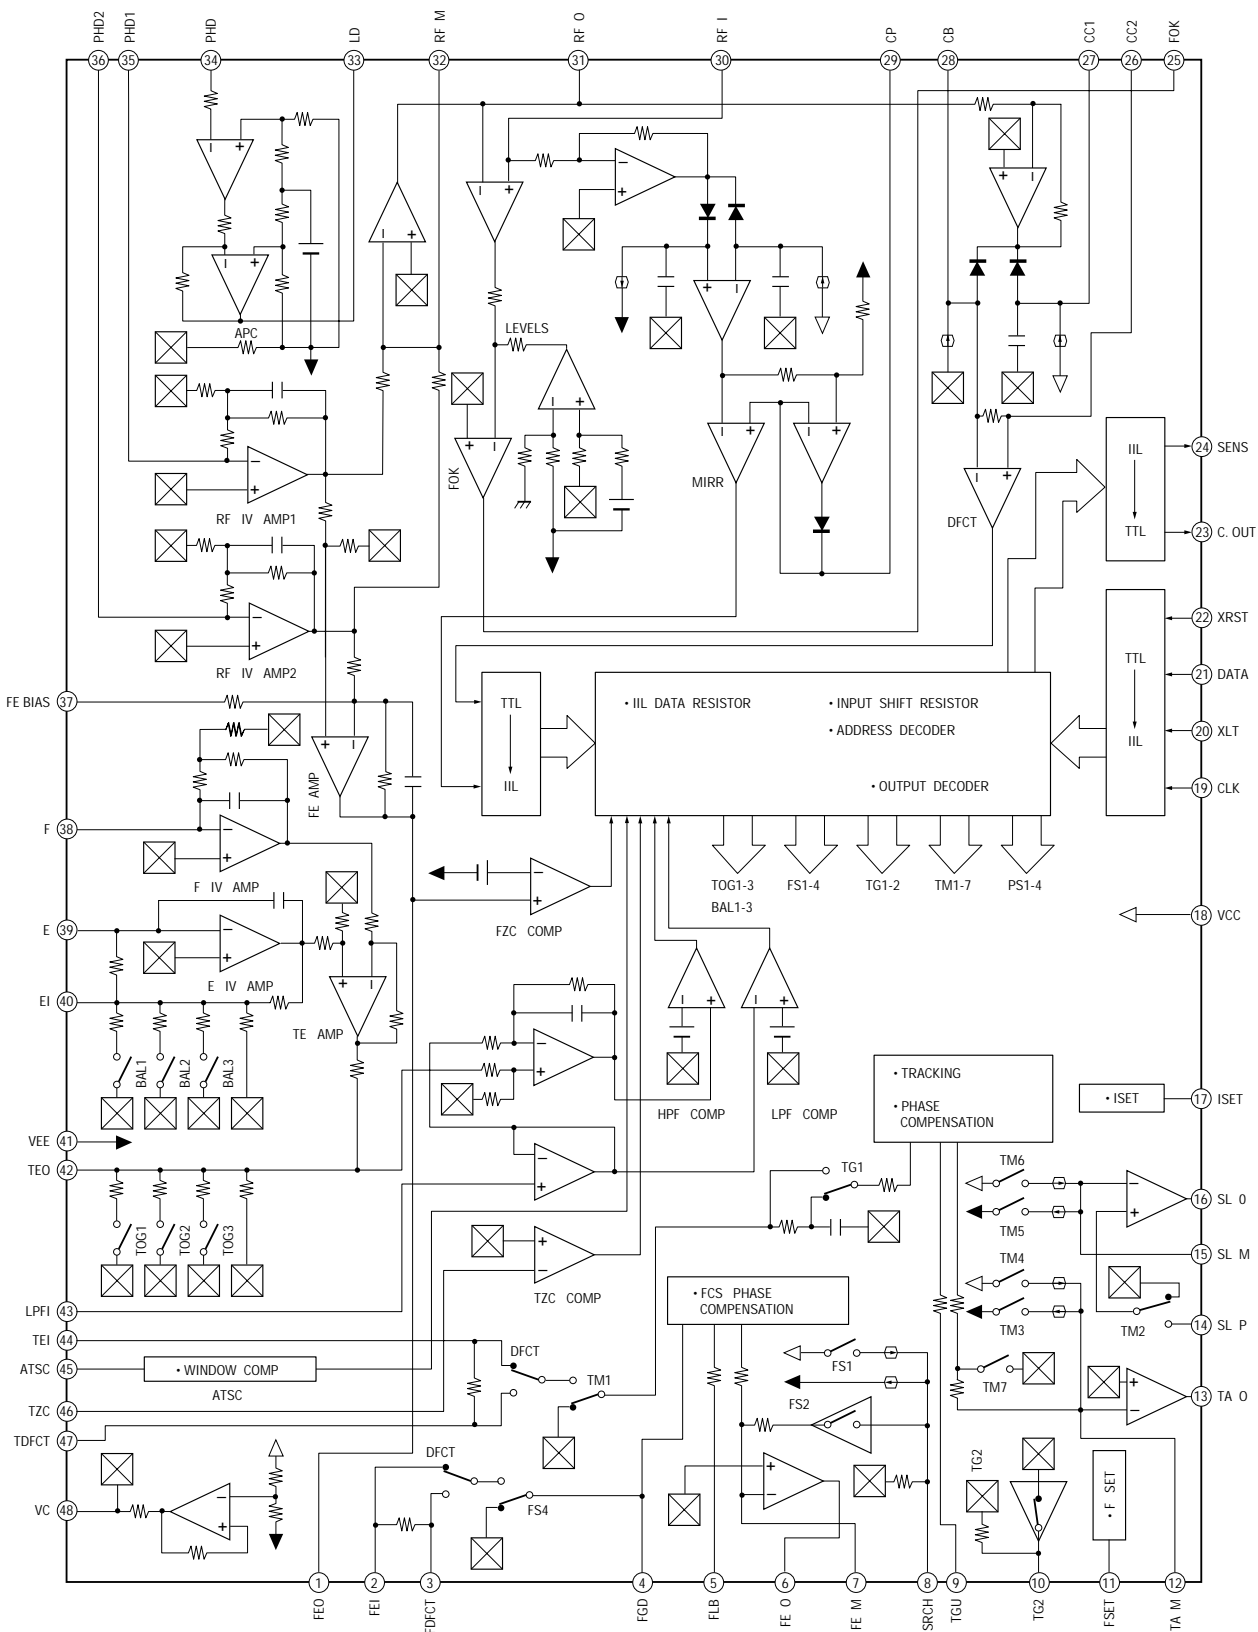 PHD2
PHD1
PHD
LD
RF M
RF O
RF I
CP
CB
CC1
CC2
FOK
36
35
34
33
32
31
30
29
28
27
26
25
APC
LEVELS
FOK
MIRR
DFCT
RF IV AMP1
RF IV AMP2
IIL
TTL
24 SENS
23 C. OUT
TTL
IIL
22 XRST
21 DATA
20 XLT
19 CLK
FE BIAS 37
TTL
IIL
• IIL DATA RESISTOR
• INPUT SHIFT RESISTOR
• ADDRESS DECODER
• OUTPUT DECODER
FE AMP
F 38
F IV AMP
FZC COMP
TOG1-3
BAL1-3
FS1-4
TG1-2
TM1-7
PS1-4
18 VCC
E 39
E IV AMP
EI 40
TE AMP
BAL1
BAL2
BAL3
HPF COMP
LPF COMP
• TRACKING
• PHASE
COMPENSATION
• ISET
17 ISET
VEE 41
TEO 42
TOG1
TOG2
TOG3
TZC COMP
TG1
TM6
TM5
TM4
TM3
TM2
TM7
16 SL O
15 SL M
14 SL P
13 TA O
LPFI 43
TEI 44
ATSC 45
• WINDOW COMP
ATSC
TZC 46
TDFCT 47
VC 48
DFCT
TM1
DFCT
FS4
• FCS PHASE
COMPENSATION
FS1
FS2
TG2
• F SET
1
2
3
4
5
6
7
8
9
10
11
12
FEO
FEI
FDFCT
FGD
FLB
FE O
FE M
SRCH
TGU
TG2
FSET
TA M